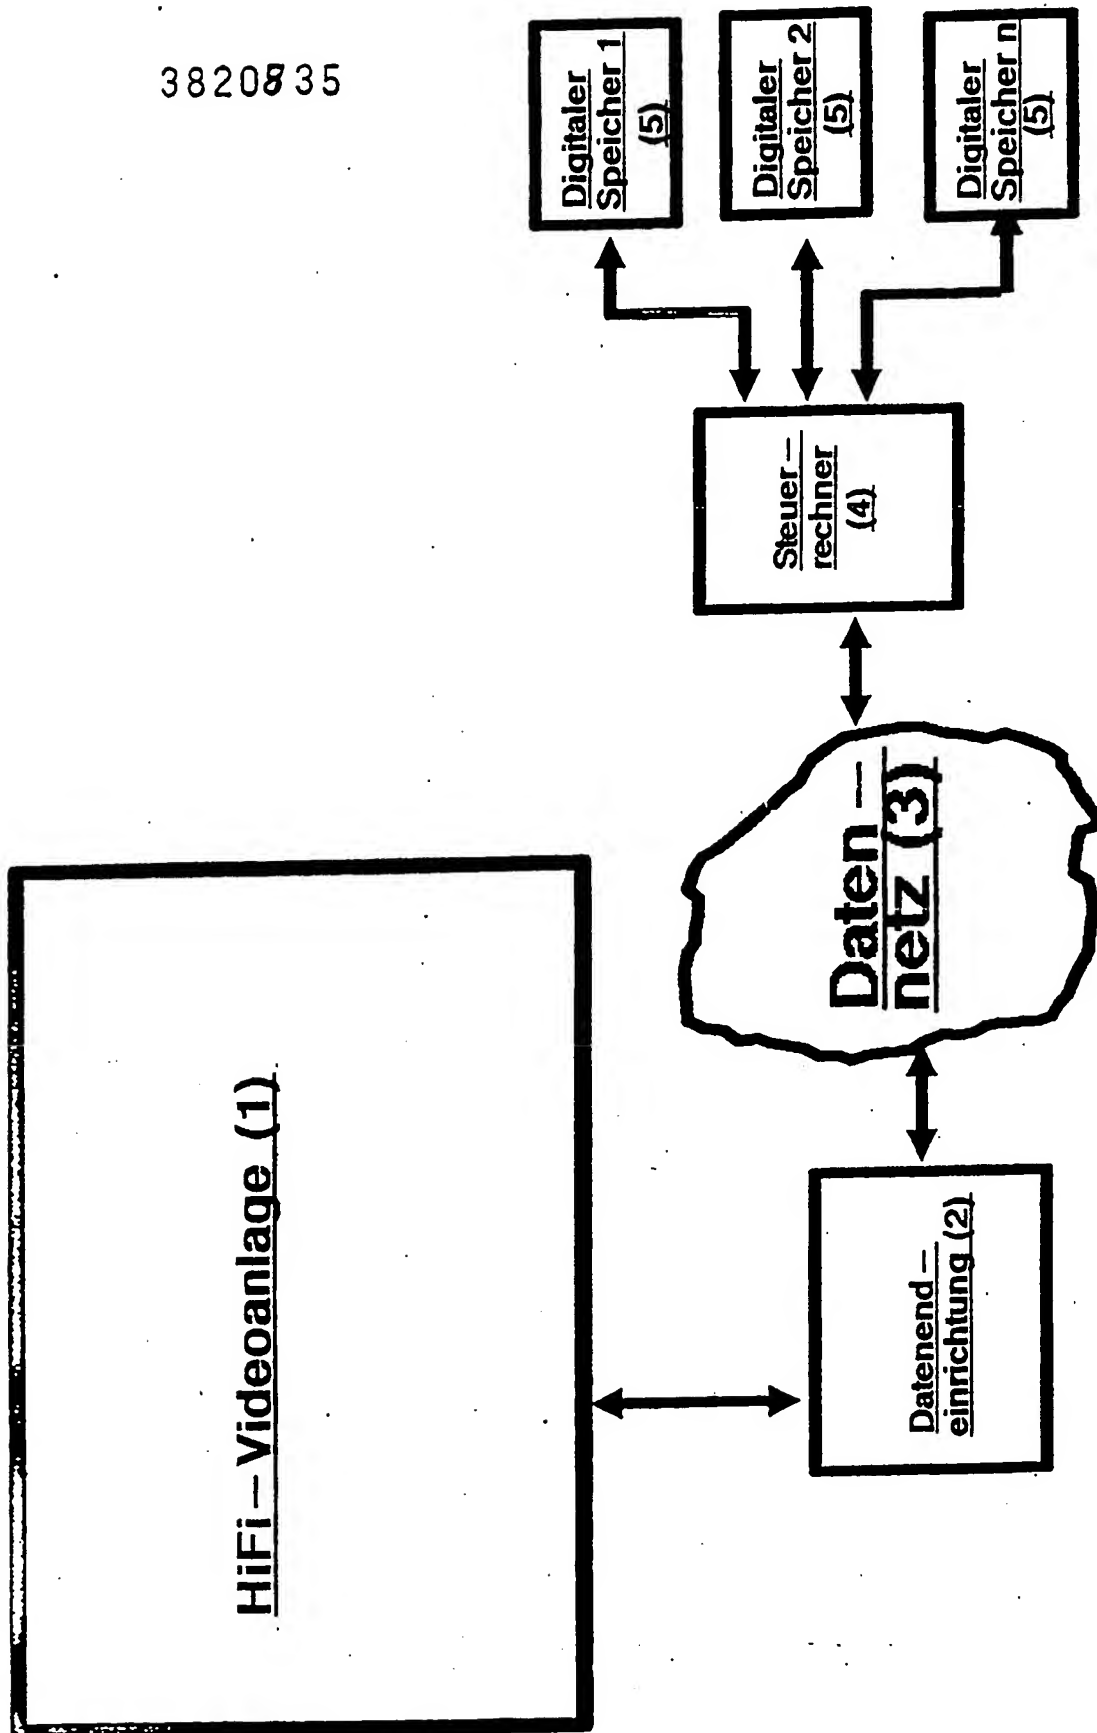 3820835
HiFi–Videoanlage (1)
Datenend–
einrichtung (2)
Daten–
netz (3)
Steuer–
rechner
(4)
Digitaler
Speicher 1
(5)
Digitaler
Speicher 2
(5)
Digitaler
Speicher n
(5)